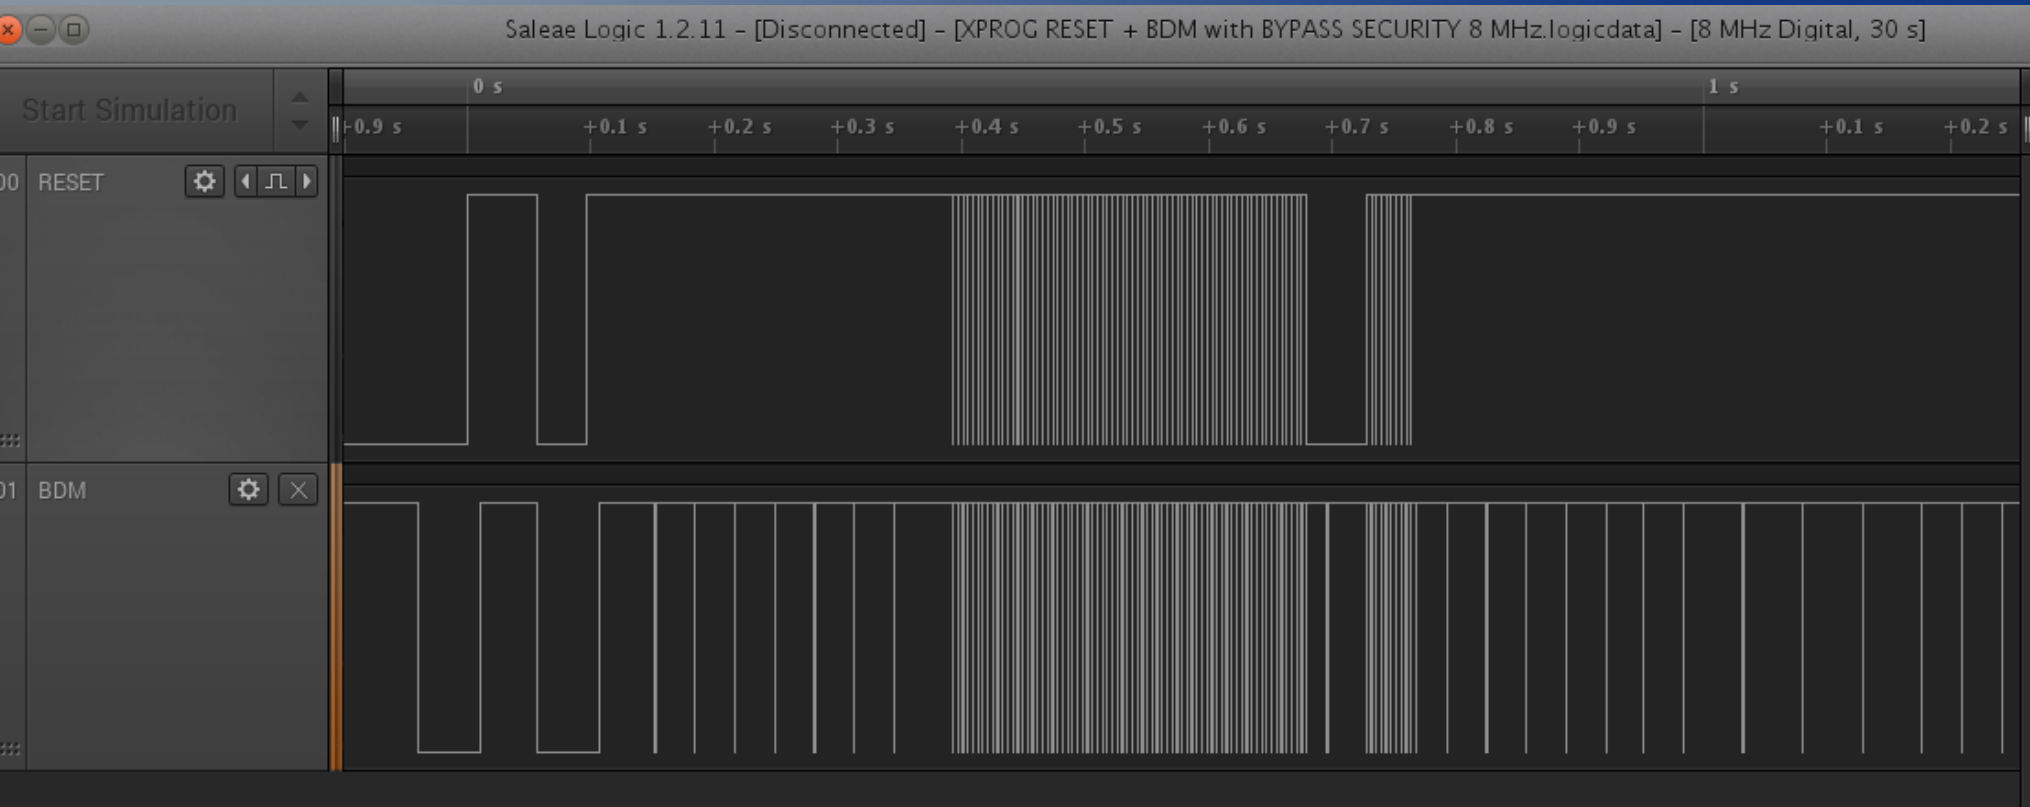 Saleae Logic 1.2.11 – [Disconnected] – [XPROG RESET + BDM with BYPASS SECURITY 8 MHz.logicdata] – [8 MHz Digital, 30 s]
Start Simulation
0 s 1 s
+0.9 s +0.1 s +0.2 s +0.3 s +0.4 s +0.5 s +0.6 s +0.7 s +0.8 s +0.9 s +0.1 s +0.2 s
00 RESET
01 BDM